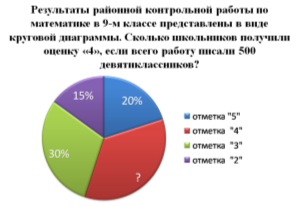 Результаты районной контрольной работы по
математике в 9-м классе представлены в виде
круговой диаграммы. Сколько школьников получили
оценку «4», если всего работу писали 500
девятиклассников?
15%
20%
30%
?
отметка "5"
отметка "4"
отметка "3"
отметка "2"